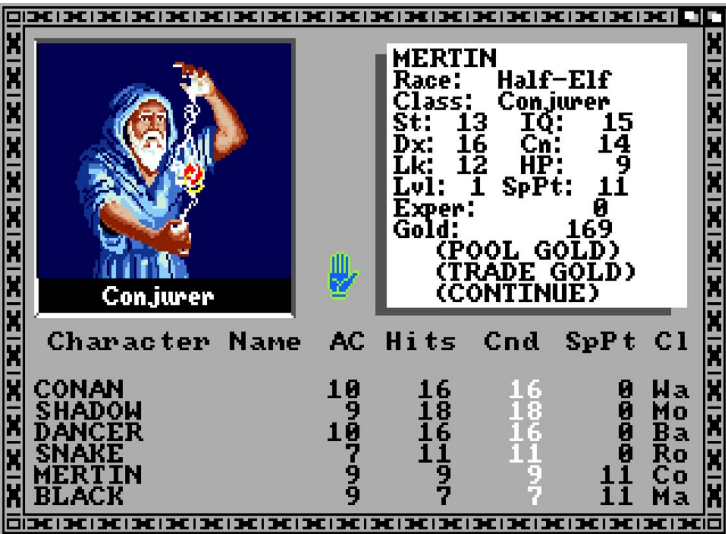 MERTIN
Race: Half-Elf
Class: Conjurer
St: 13 IQ: 15
Dx: 16 Cn: 14
Lk: 12 HP: 9
Lvl: 1 SpPt: 11
Exper: 0
Gold: 169
(POOL GOLD)
(TRADE GOLD)
(CONTINUE)
Conjurer
Character Name AC Hits Cnd SpPt Cl
CONAN 10 16 16 0 Wa
SHADOW 9 18 18 0 Mo
DANCER 10 16 16 0 Ba
SNAKE 7 11 11 0 Ro
MERTIN 9 9 9 11 Co
BLACK 9 7 7 11 Ma